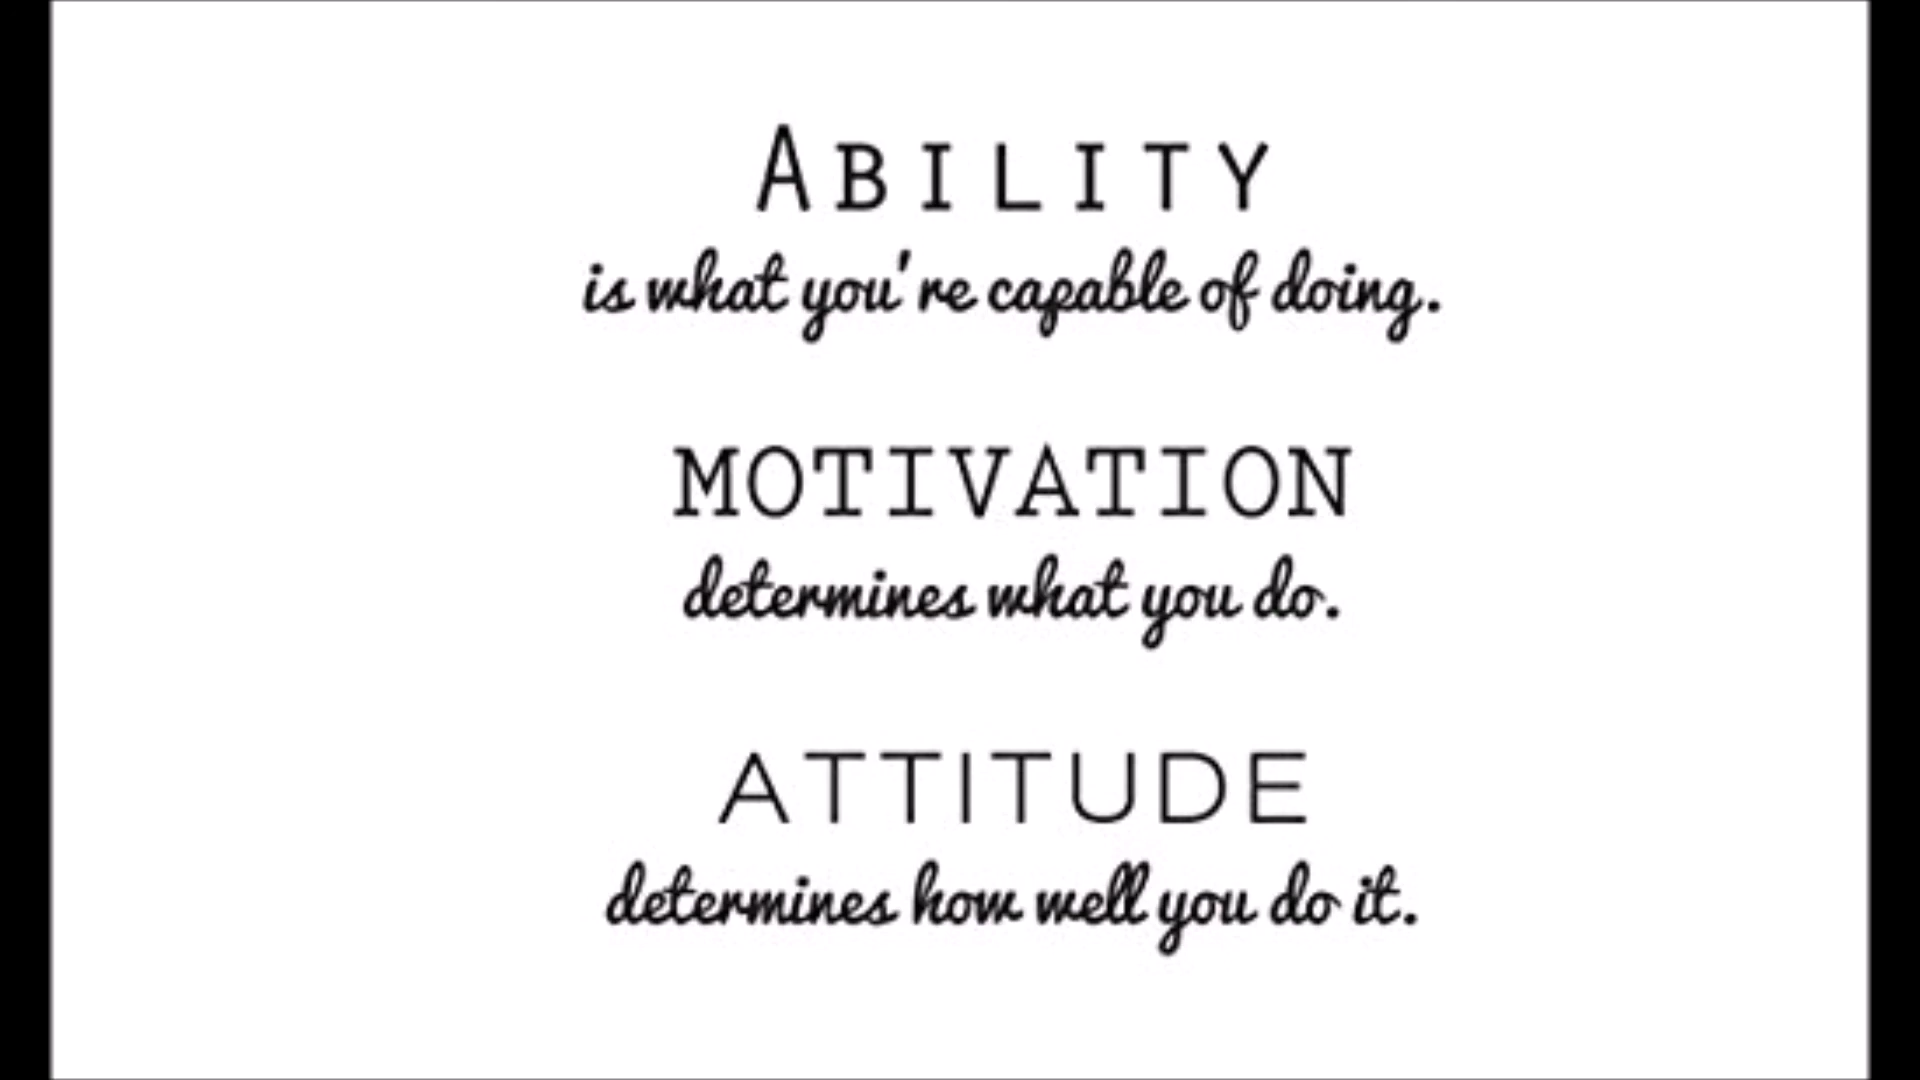 ABILITY
is what you're capable of doing.
MOTIVATION
determines what you do.
ATTITUDE
determines how well you do it.